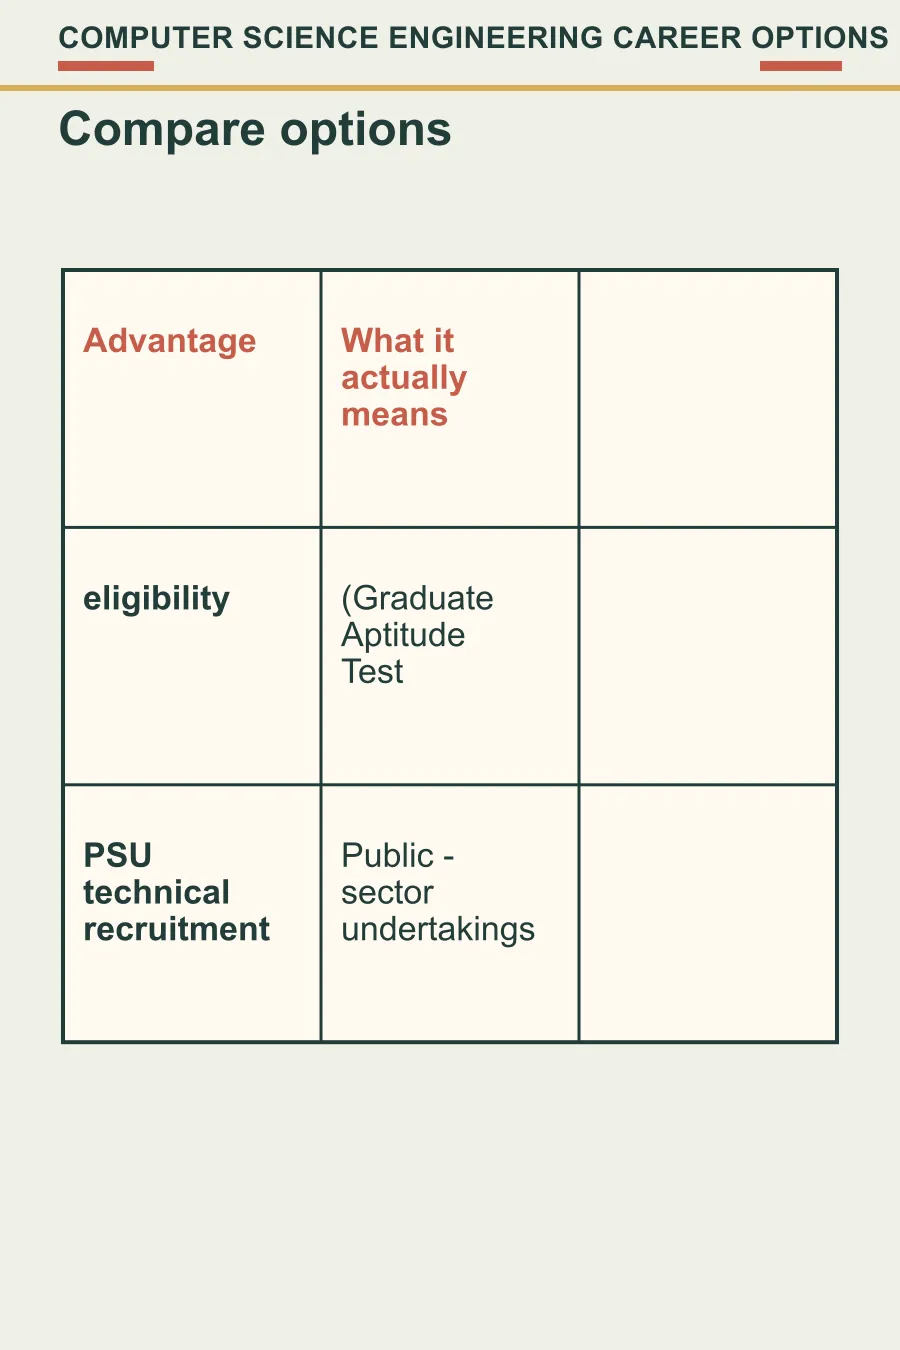 COMPUTER SCIENCE ENGINEERING CAREER OPTIONS
Compare options
Advantage
What it
actually
means
eligibility
(Graduate
Aptitude
Test
PSU
technical
recruitment
Public -
sector
undertakings